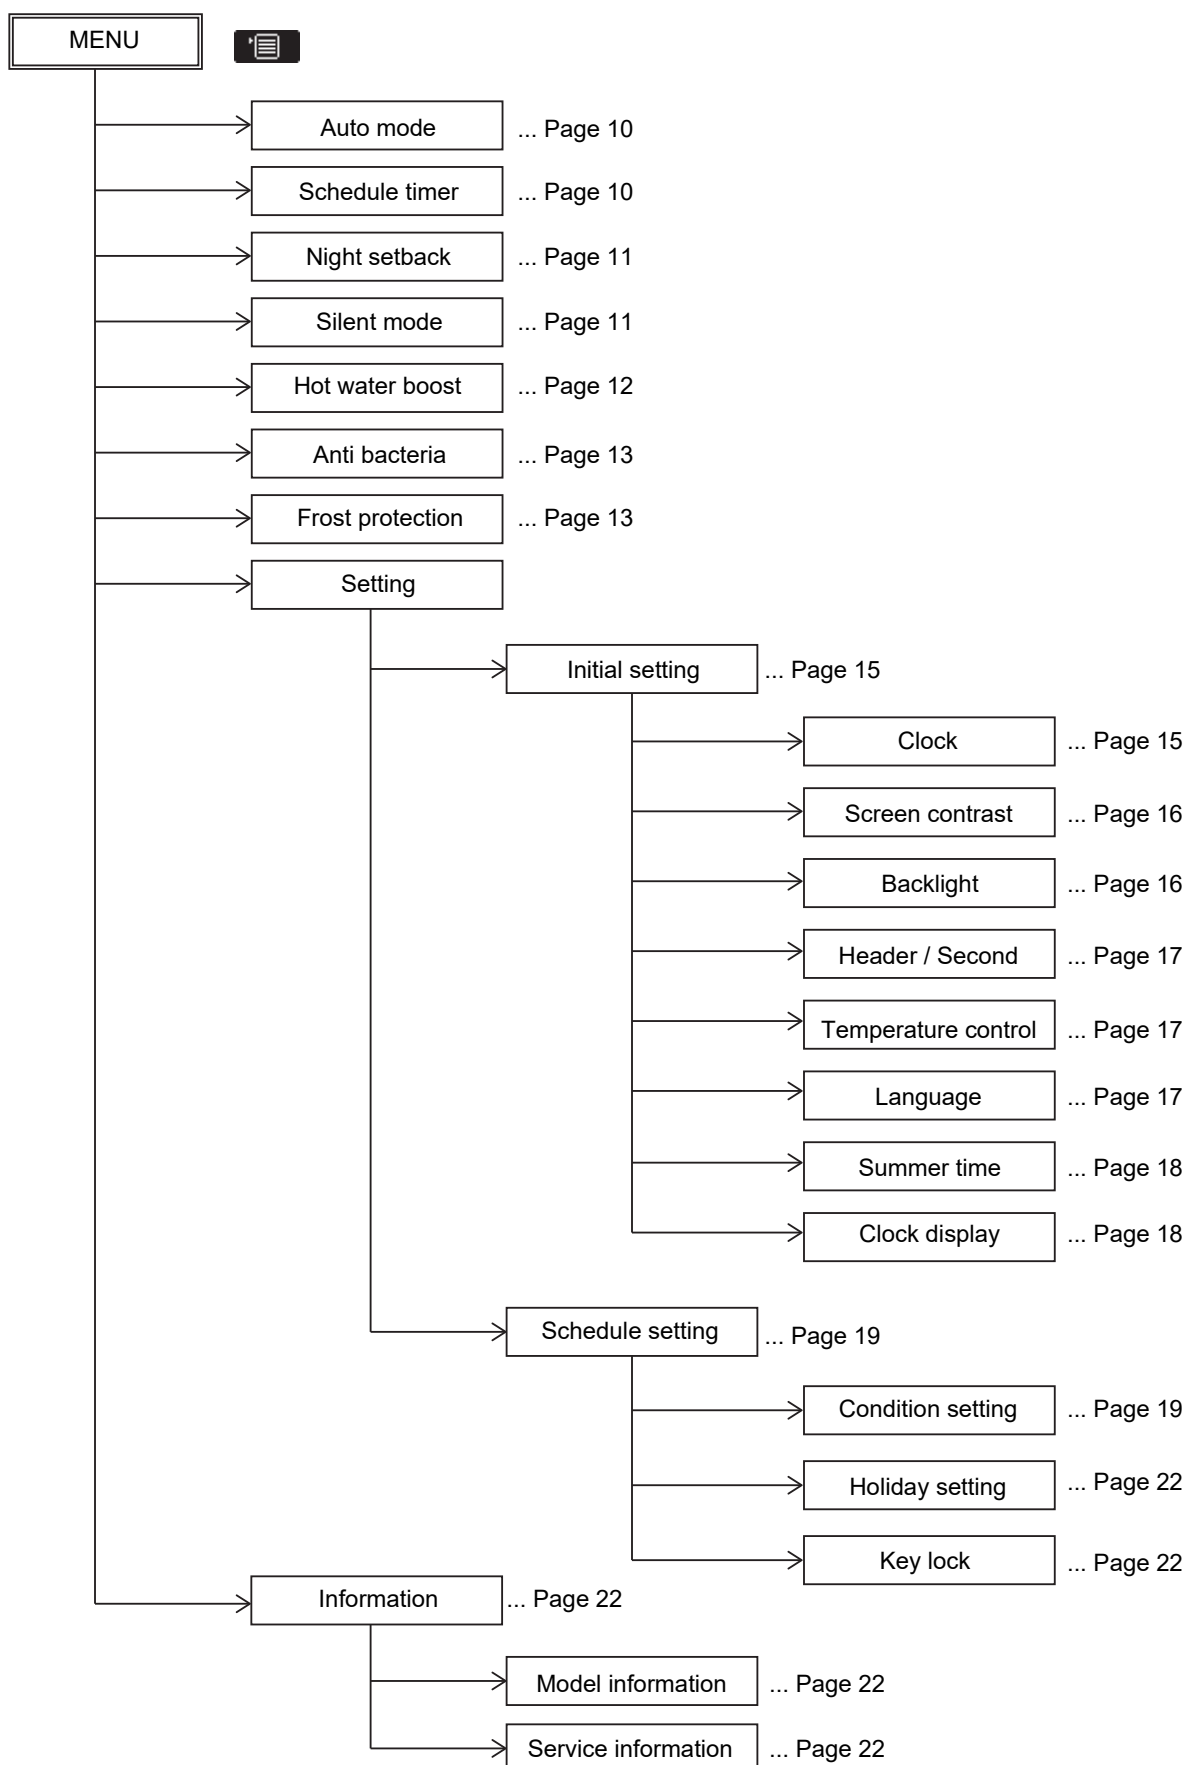 MENU
Auto mode ... Page 10
Schedule timer ... Page 10
Night setback ... Page 11
Silent mode ... Page 11
Hot water boost ... Page 12
Anti bacteria ... Page 13
Frost protection ... Page 13
Setting
Initial setting ... Page 15
Clock ... Page 15
Screen contrast ... Page 16
Backlight ... Page 16
Header / Second ... Page 17
Temperature control ... Page 17
Language ... Page 17
Summer time ... Page 18
Clock display ... Page 18
Schedule setting ... Page 19
Condition setting ... Page 19
Holiday setting ... Page 22
Key lock ... Page 22
Information ... Page 22
Model information ... Page 22
Service information ... Page 22